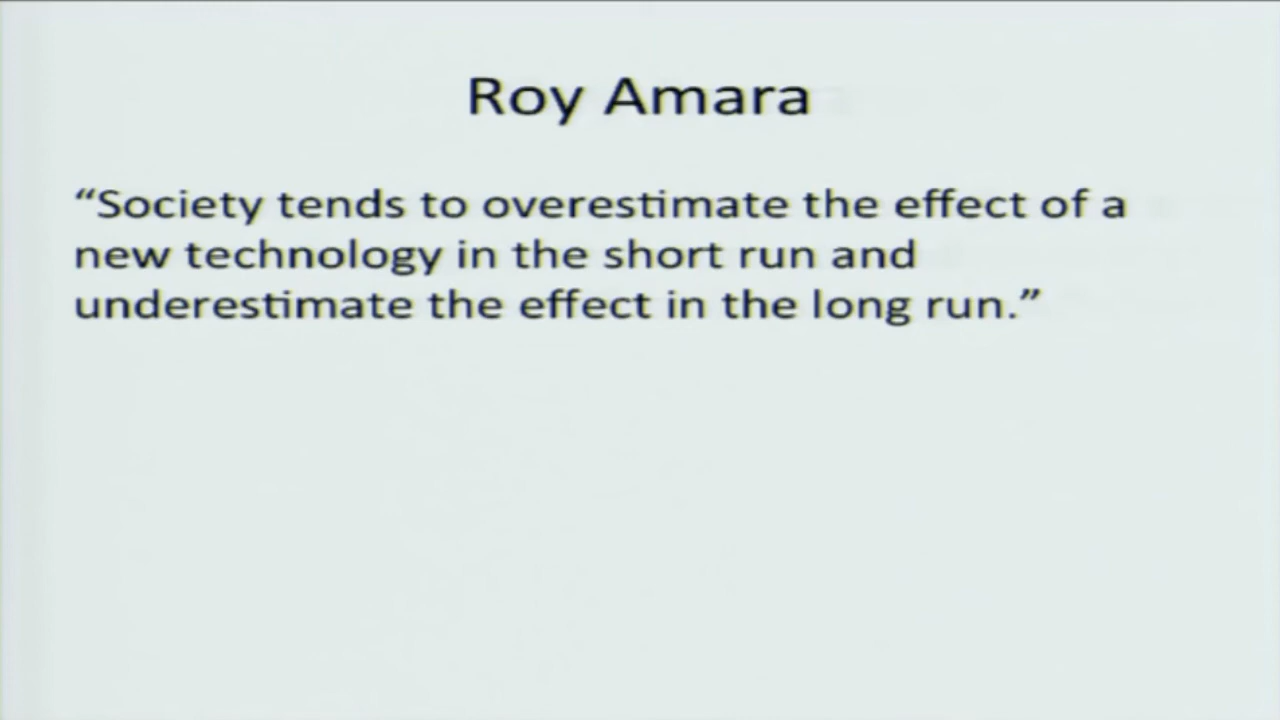 Roy Amara
“Society tends to overestimate the effect of a
new technology in the short run and
underestimate the effect in the long run.”